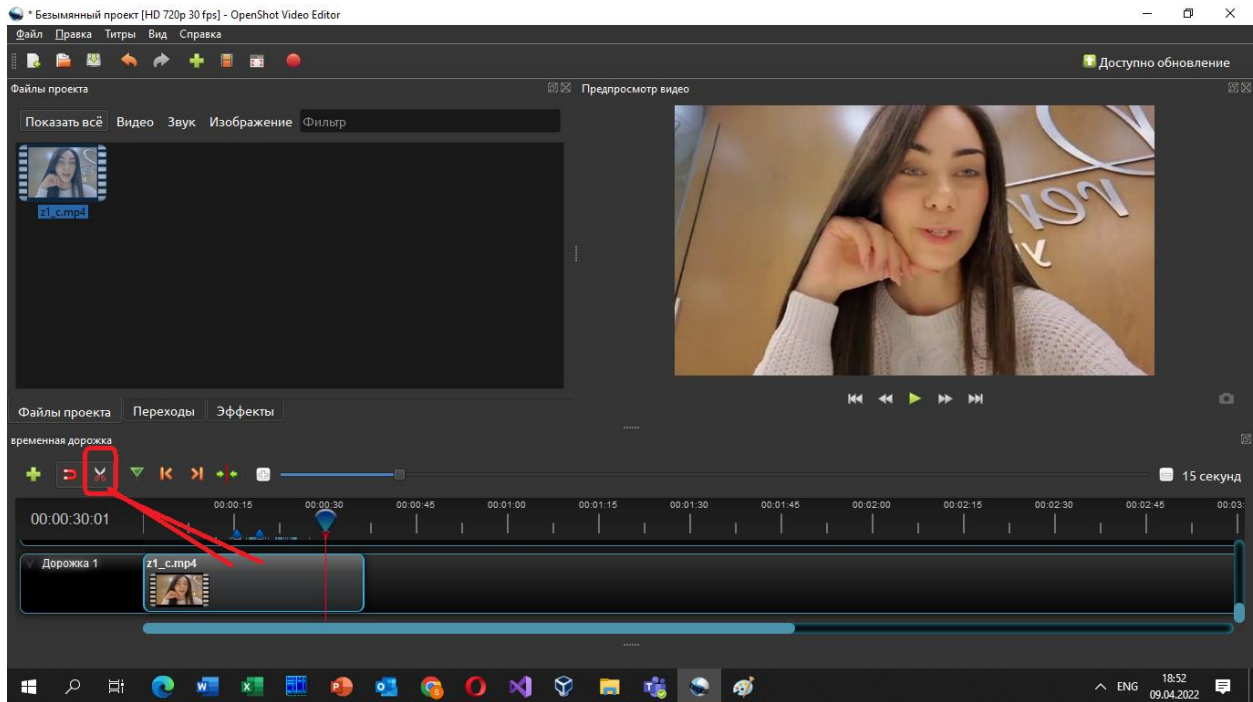 * Безымянный проект [HD 720p 30 fps] - OpenShot Video Editor
Файл Правка Титры Вид Справка
Доступно обновление
Файлы проекта
Предпросмотр видео
Показать всё Видео Звук Изображение Фильтр
z1_c.mp4
Файлы проекта Переходы Эффекты
временная дорожка
15 секунд
00:00:30:01
00:00:15 00:00:30 00:00:45 00:01:00 00:01:15 00:01:30 00:01:45 00:02:00 00:02:15 00:02:30 00:02:45 00:03:
Дорожка 1
z1_c.mp4
ENG
18:52
09.04.2022